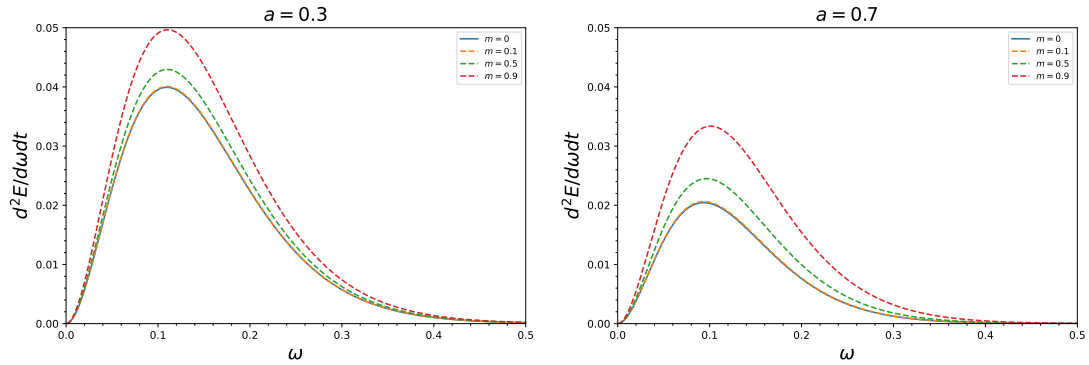 a = 0.3
d²E/dωdt
0.05
0.04
0.03
0.02
0.01
0.00
0.0 0.1 0.2 0.3 0.4 0.5
ω
m = 0
m = 0.1
m = 0.5
m = 0.9
a = 0.7
d²E/dωdt
0.05
0.04
0.03
0.02
0.01
0.00
0.0 0.1 0.2 0.3 0.4 0.5
ω
m = 0
m = 0.1
m = 0.5
m = 0.9